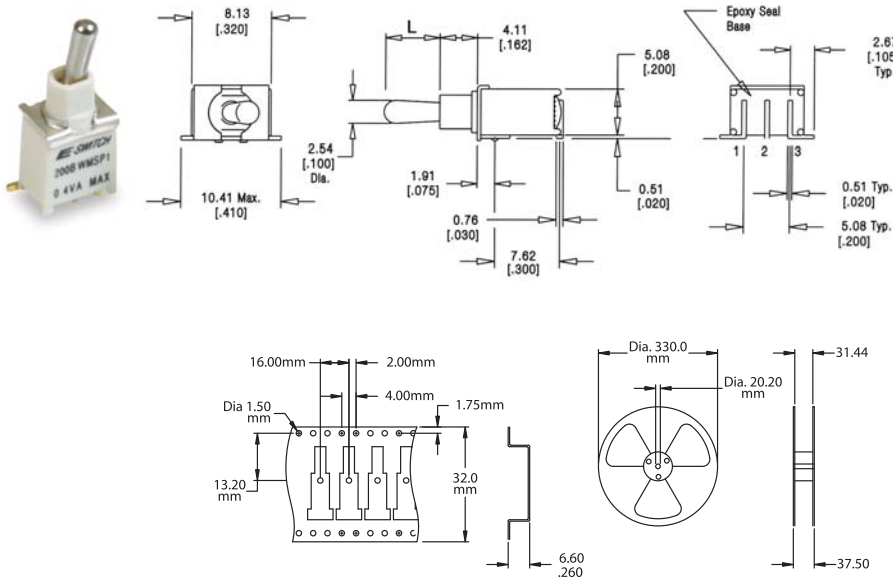 8.13
[.320]
10.41 Max.
[.410]
L
4.11
[.162]
5.08
[.200]
2.54
[.100]
Dia.
1.91
[.075]
0.76
[.030]
7.62
[.300]
0.51
[.020]
Epoxy Seal
Base
2.67
[.105
Typ
1 2 3
0.51 Typ.
[.020]
5.08 Typ.
[.200]
E-SWITCH
200B WMSP1
0.4VA MAX
16.00mm
2.00mm
4.00mm
Dia 1.50
mm
1.75mm
13.20
mm
32.0
mm
6.60
.260
Dia. 330.0
mm
Dia. 20.20
mm
31.44
37.50